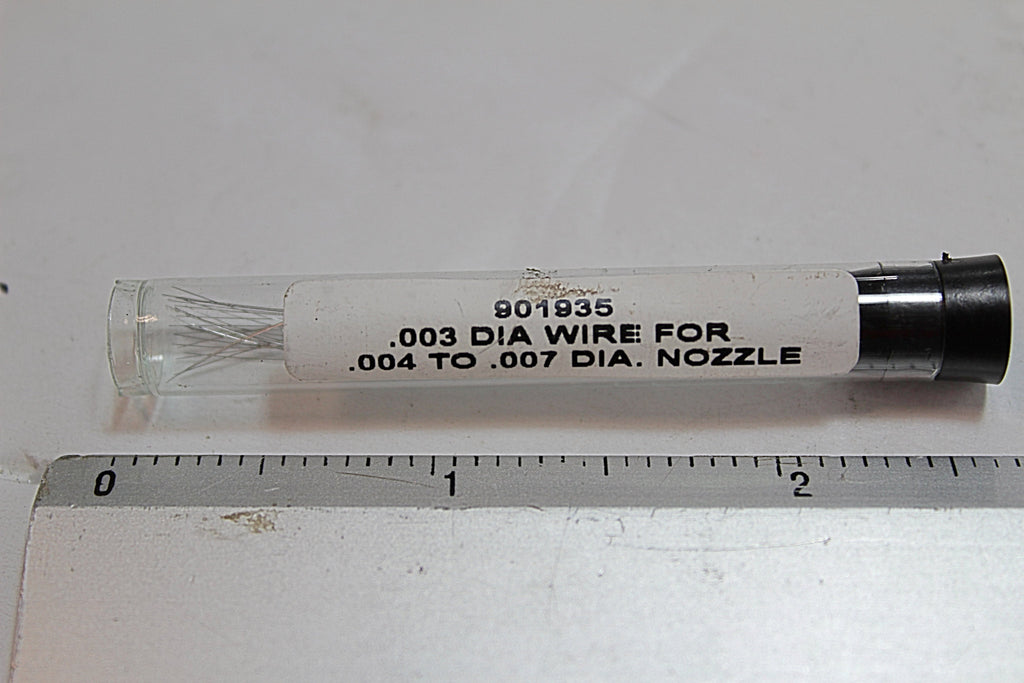 901935
.003 DIA WIRE FOR
.004 TO .007 DIA. NOZZLE
0 1 2